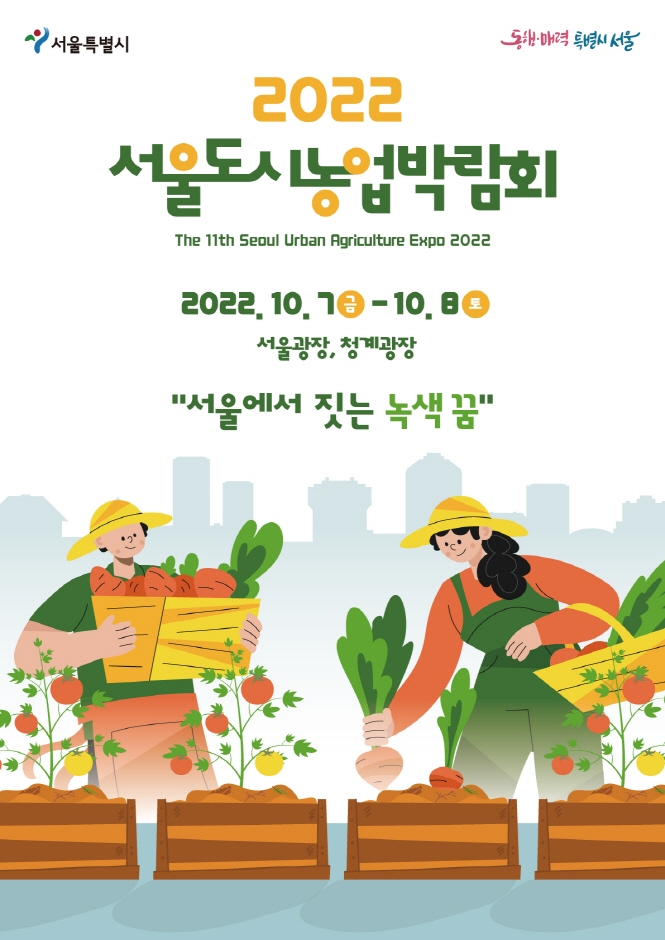 서울특별시
동행·매력 특별시 서울
2022
서울도시농업박람회
The 11th Seoul Urban Agriculture Expo 2022
2022. 10. 7 금 - 10. 8 토
서울광장, 청계광장
"서울에서 짓는 녹색 꿈"